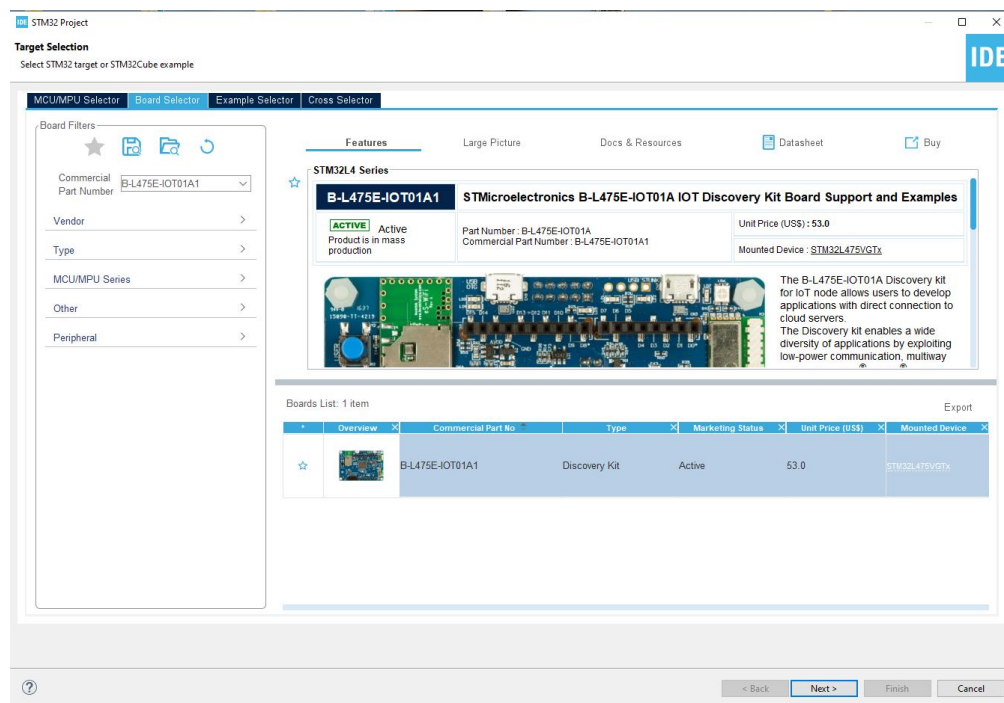 IDE STM32 Project
Target Selection
Select STM32 target or STM32Cube example
IDE
MCU/MPU Selector Board Selector Example Selector Cross Selector
Board Filters
Commercial Part Number B-L475E-IOT01A1
Vendor
Type
MCU/MPU Series
Other
Peripheral
Features Large Picture Docs & Resources Datasheet Buy
STM32L4 Series
B-L475E-IOT01A1 STMicroelectronics B-L475E-IOT01A IOT Discovery Kit Board Support and Examples
ACTIVE Active
Product is in mass
production
Part Number : B-L475E-IOT01A
Commercial Part Number : B-L475E-IOT01A1
Unit Price (US$) : 53.0
Mounted Device : STM32L475VGTx
The B-L475E-IOT01A Discovery kit
for IoT node allows users to develop
applications with direct connection to
cloud servers.
The Discovery kit enables a wide
diversity of applications by exploiting
low-power communication, multiway
Boards List: 1 item
Export
* Overview Commercial Part No Type Marketing Status Unit Price (US$) Mounted Device
B-L475E-IOT01A1 Discovery Kit Active 53.0 STM32L475VGTx
? < Back Next > Finish Cancel